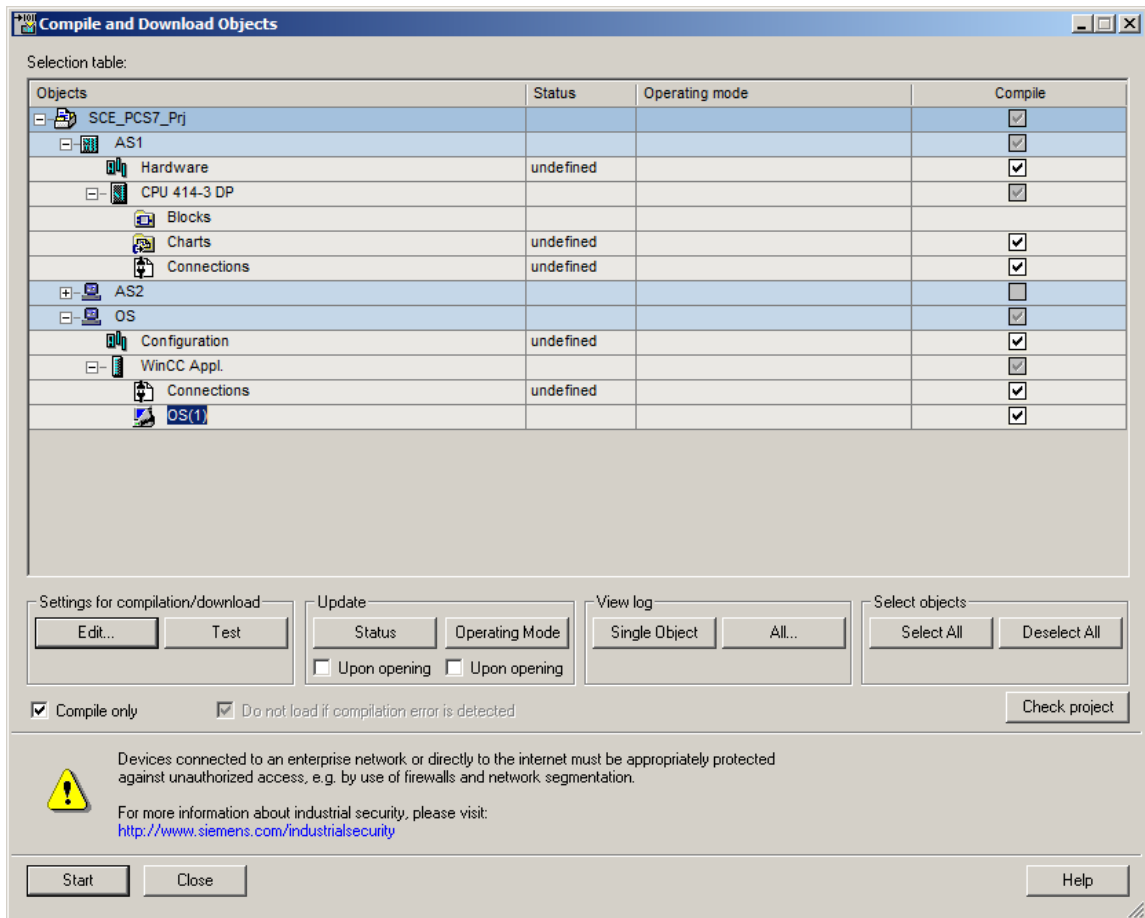 Compile and Download Objects
Selection table:
Objects Status Operating mode Compile
SCE_PCS7_Prj
AS1
Hardware undefined
CPU 414-3 DP
Blocks
Charts undefined
Connections undefined
AS2
OS
Configuration undefined
WinCC Appl.
Connections undefined
OS(1)
Settings for compilation/download Update View log Select objects
Edit... Test Status Operating Mode Single Object All... Select All Deselect All
Upon opening Upon opening
Compile only Do not load if compilation error is detected Check project
Devices connected to an enterprise network or directly to the internet must be appropriately protected
against unauthorized access, e.g. by use of firewalls and network segmentation.
For more information about industrial security, please visit:
http://www.siemens.com/industrialsecurity
Start Close Help